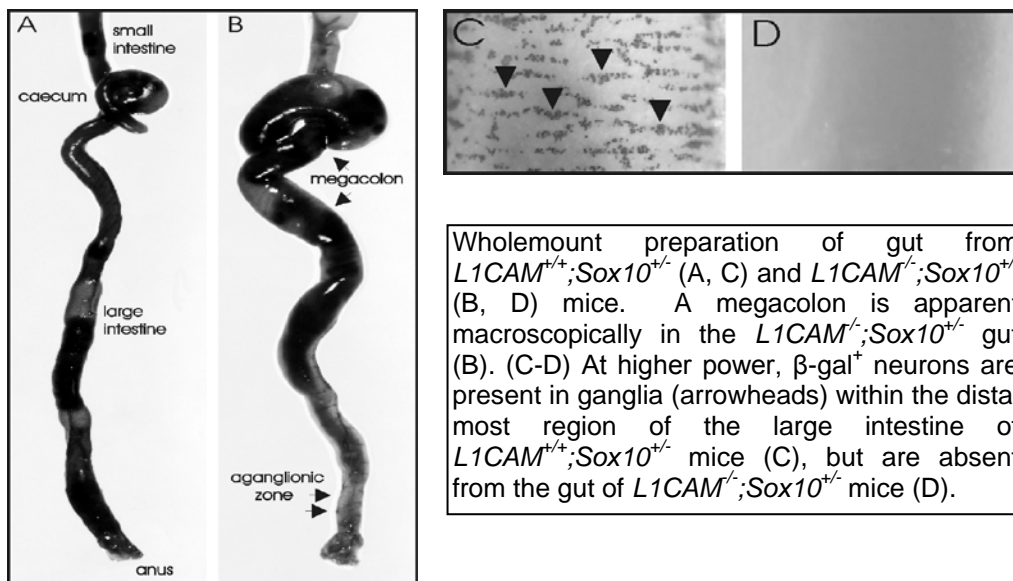 A
small
intestine
caecum
large
intestine
anus
B
megacolon
aganglionic
zone
C
D
Wholemount preparation of gut from
L1CAM+/+;Sox10+/- (A, C) and L1CAM-/-;Sox10+/-
(B, D) mice. A megacolon is apparent
macroscopically in the L1CAM-/-;Sox10+/- gut
(B). (C-D) At higher power, β-gal+ neurons are
present in ganglia (arrowheads) within the distal
most region of the large intestine of
L1CAM+/+;Sox10+/- mice (C), but are absent
from the gut of L1CAM-/-;Sox10+/- mice (D).